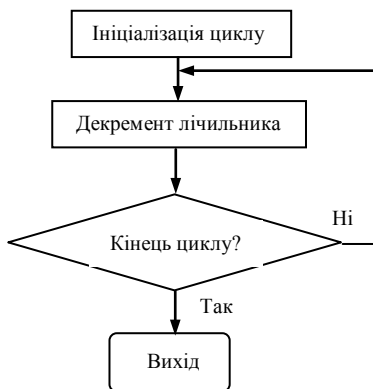 Ініціалізація циклу
Декремент лічильника
Кінець циклу?
Ні
Так
Вихід